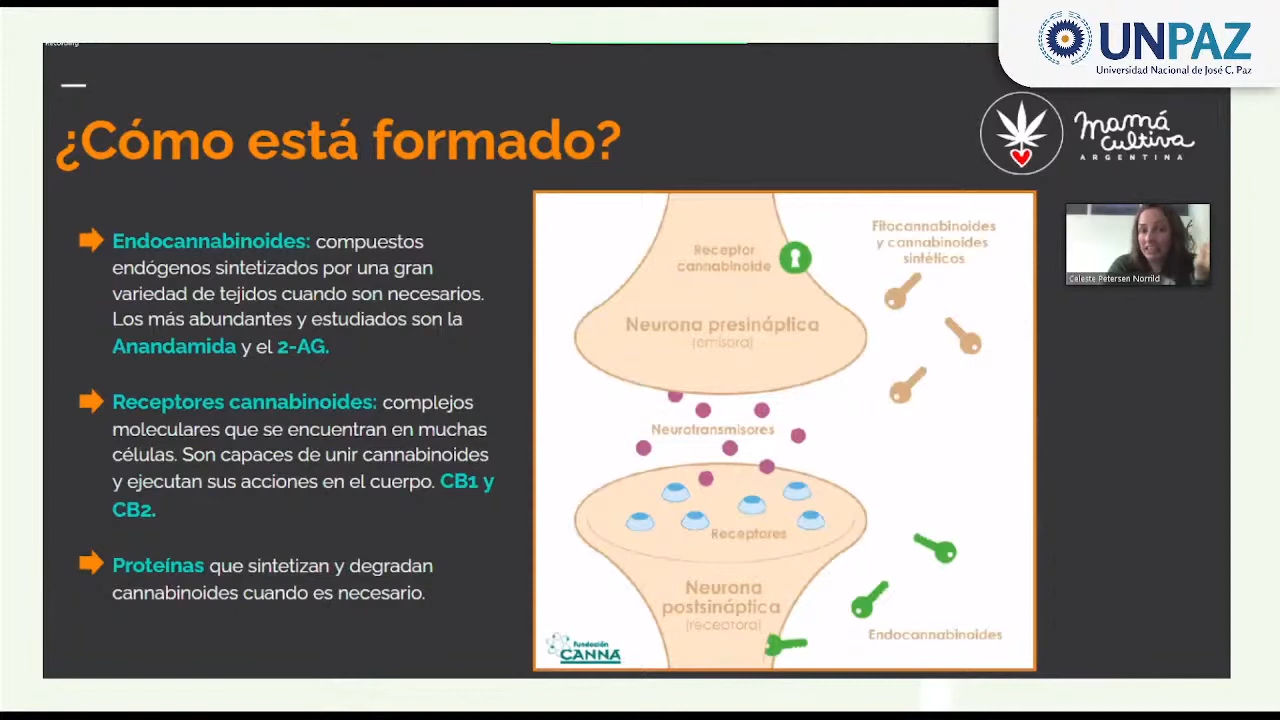 Recording
UNPAZ
Universidad Nacional de José C. Paz
¿Cómo está formado?
mamá
cultiva
ARGENTINA
Endocannabinoides: compuestos
endógenos sintetizados por una gran
variedad de tejidos cuando son necesarios.
Los más abundantes y estudiados son la
Anandamida y el 2-AG.
Receptores cannabinoides: complejos
moleculares que se encuentran en muchas
células. Son capaces de unir cannabinoides
y ejecutan sus acciones en el cuerpo. CB1 y
CB2.
Proteínas que sintetizan y degradan
cannabinoides cuando es necesario.
Receptor
cannabinoide
Fitocannabinoides
y cannabinoides
sintéticos
Neurona presináptica
(emisora)
Neurotransmisores
Receptores
Neurona
postsináptica
(receptora)
Endocannabinoides
Fundación
CANNA
Celeste Petersen Norrild